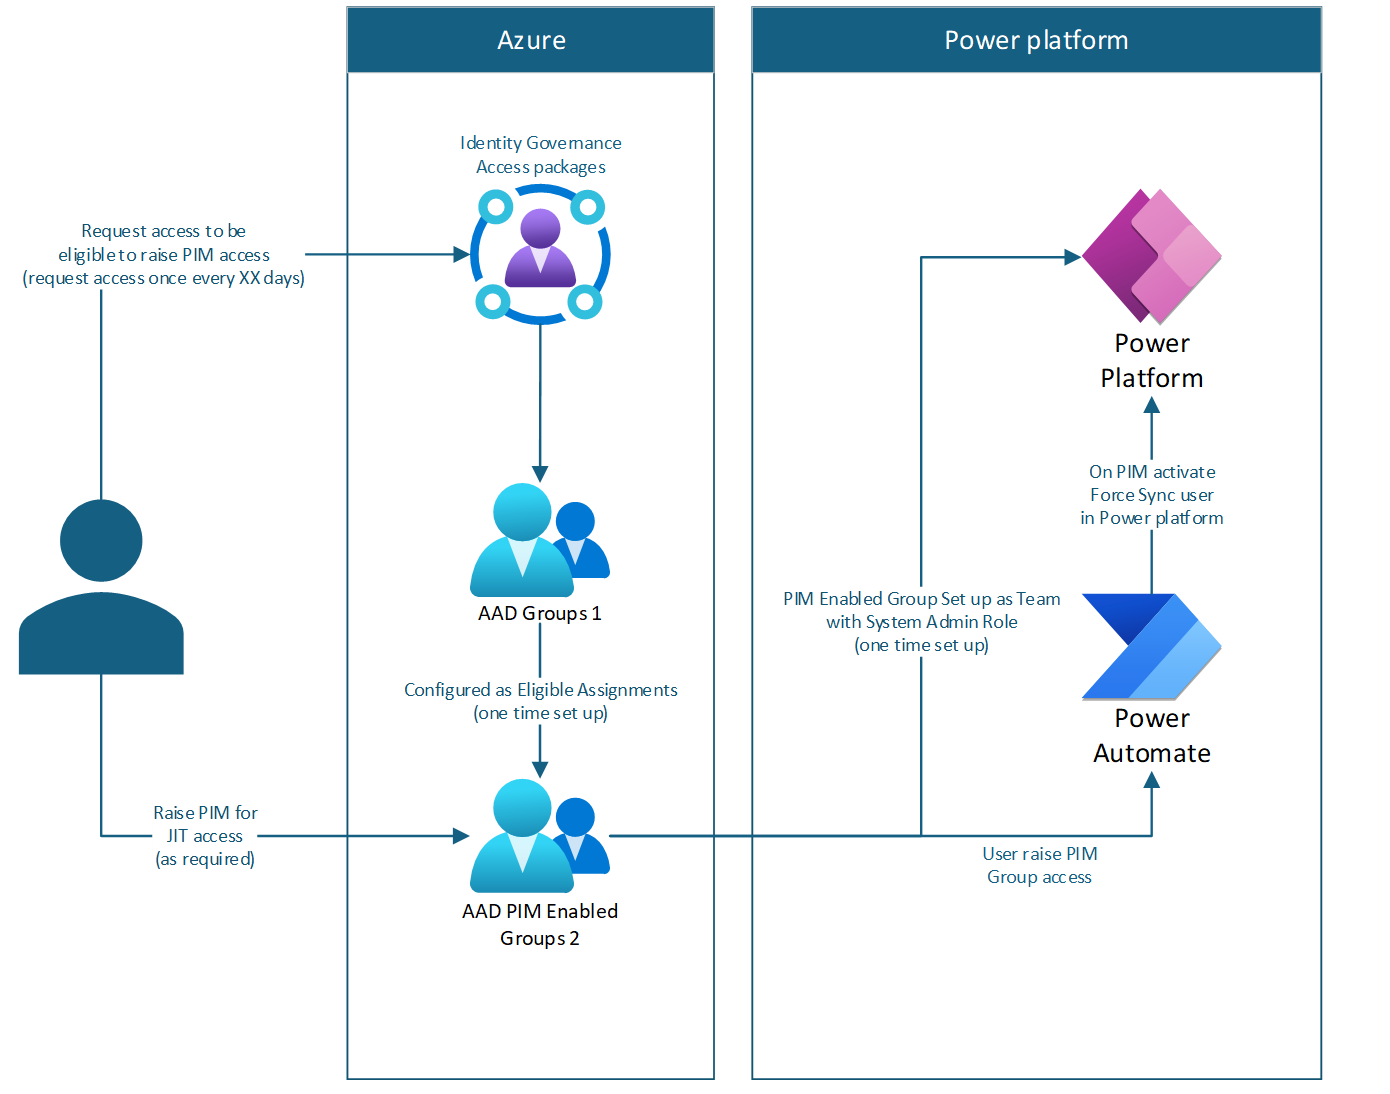 Azure
Power platform
Identity Governance
Access packages
Request access to be
eligible to raise PIM access
(request access once every XX days)
Power
Platform
On PIM activate
Force Sync user
in Power platform
AAD Groups 1
PIM Enabled Group Set up as Team
with System Admin Role
(one time set up)
Configured as Eligible Assignments
(one time set up)
Power
Automate
Raise PIM for
JIT access
(as required)
User raise PIM
Group access
AAD PIM Enabled
Groups 2